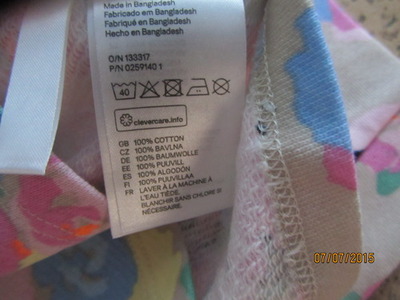 Made in Bangladesh
Fabricado em Bangladesh
Fabriqué en Bangladesh
Hecho en Bangladesh
O/N 133317
P/N 0259140 1
40
clevercare.info
GB 100% COTTON
CZ 100% BAVLNA
DE 100% BAUMWOLLE
EE 100% PUUVILL
ES 100% ALGODÓN
FI 100% PUUVILLAA
FR LAVER À LA MACHINE À
L'EAU TIÈDE.
BLANCHIR SANS CHLORE SI
NÉCESSAIRE.
07/07/2015